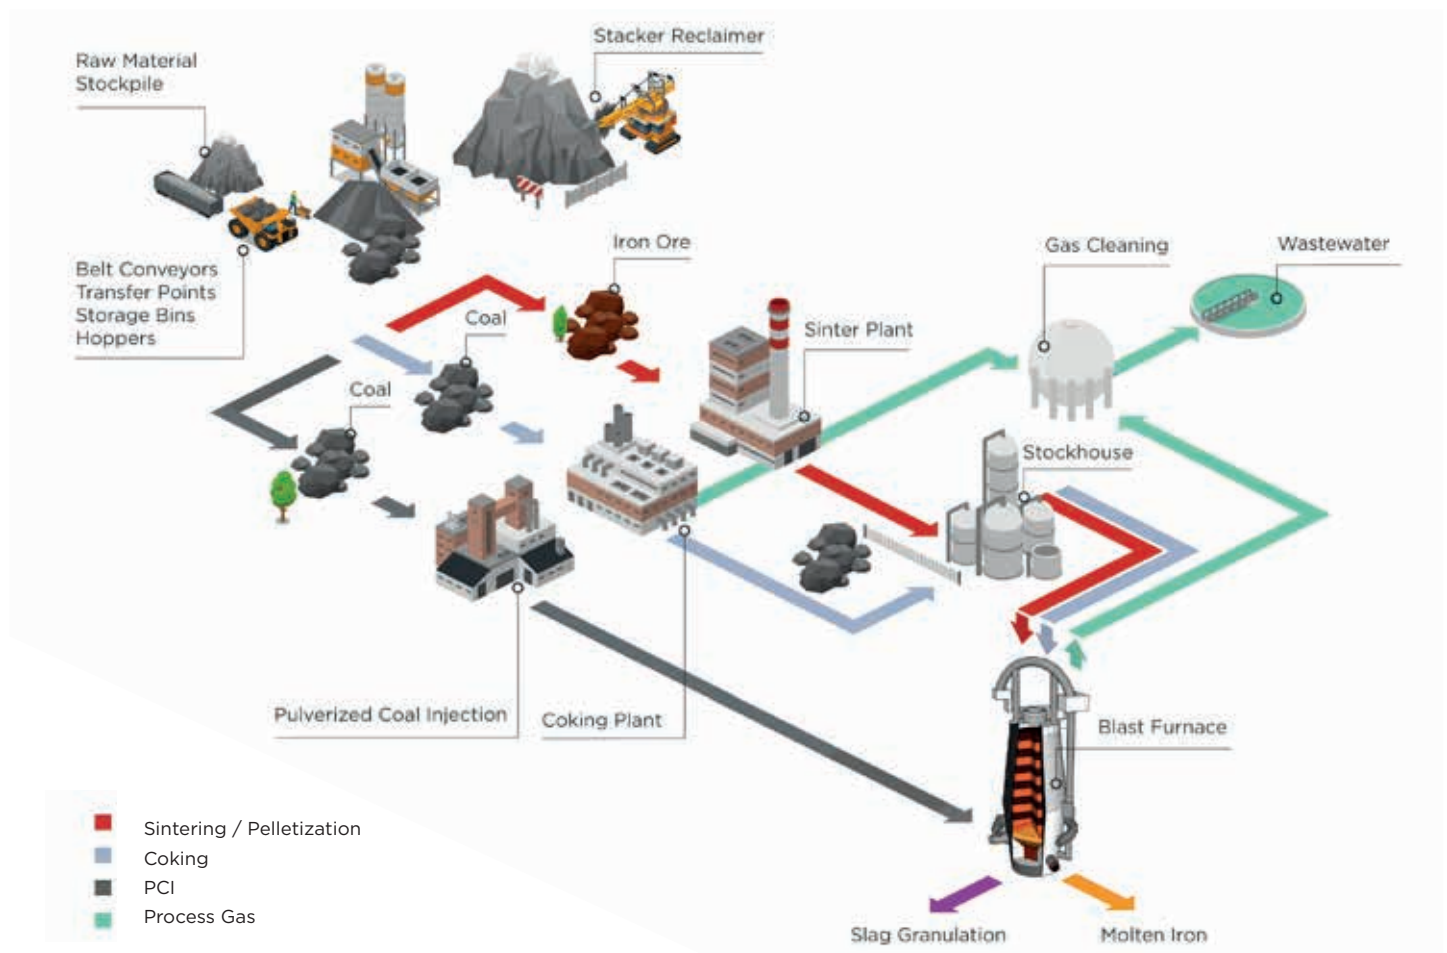 Stacker Reclaimer
Raw Material
Stockpile
Iron Ore
Gas Cleaning
Wastewater
Belt Conveyors
Transfer Points
Storage Bins
Hoppers
Coal
Sinter Plant
Coal
Stockhouse
Pulverized Coal Injection
Coking Plant
Blast Furnace
Sintering / Pelletization
Coking
PCI
Process Gas
Slag Granulation
Molten Iron